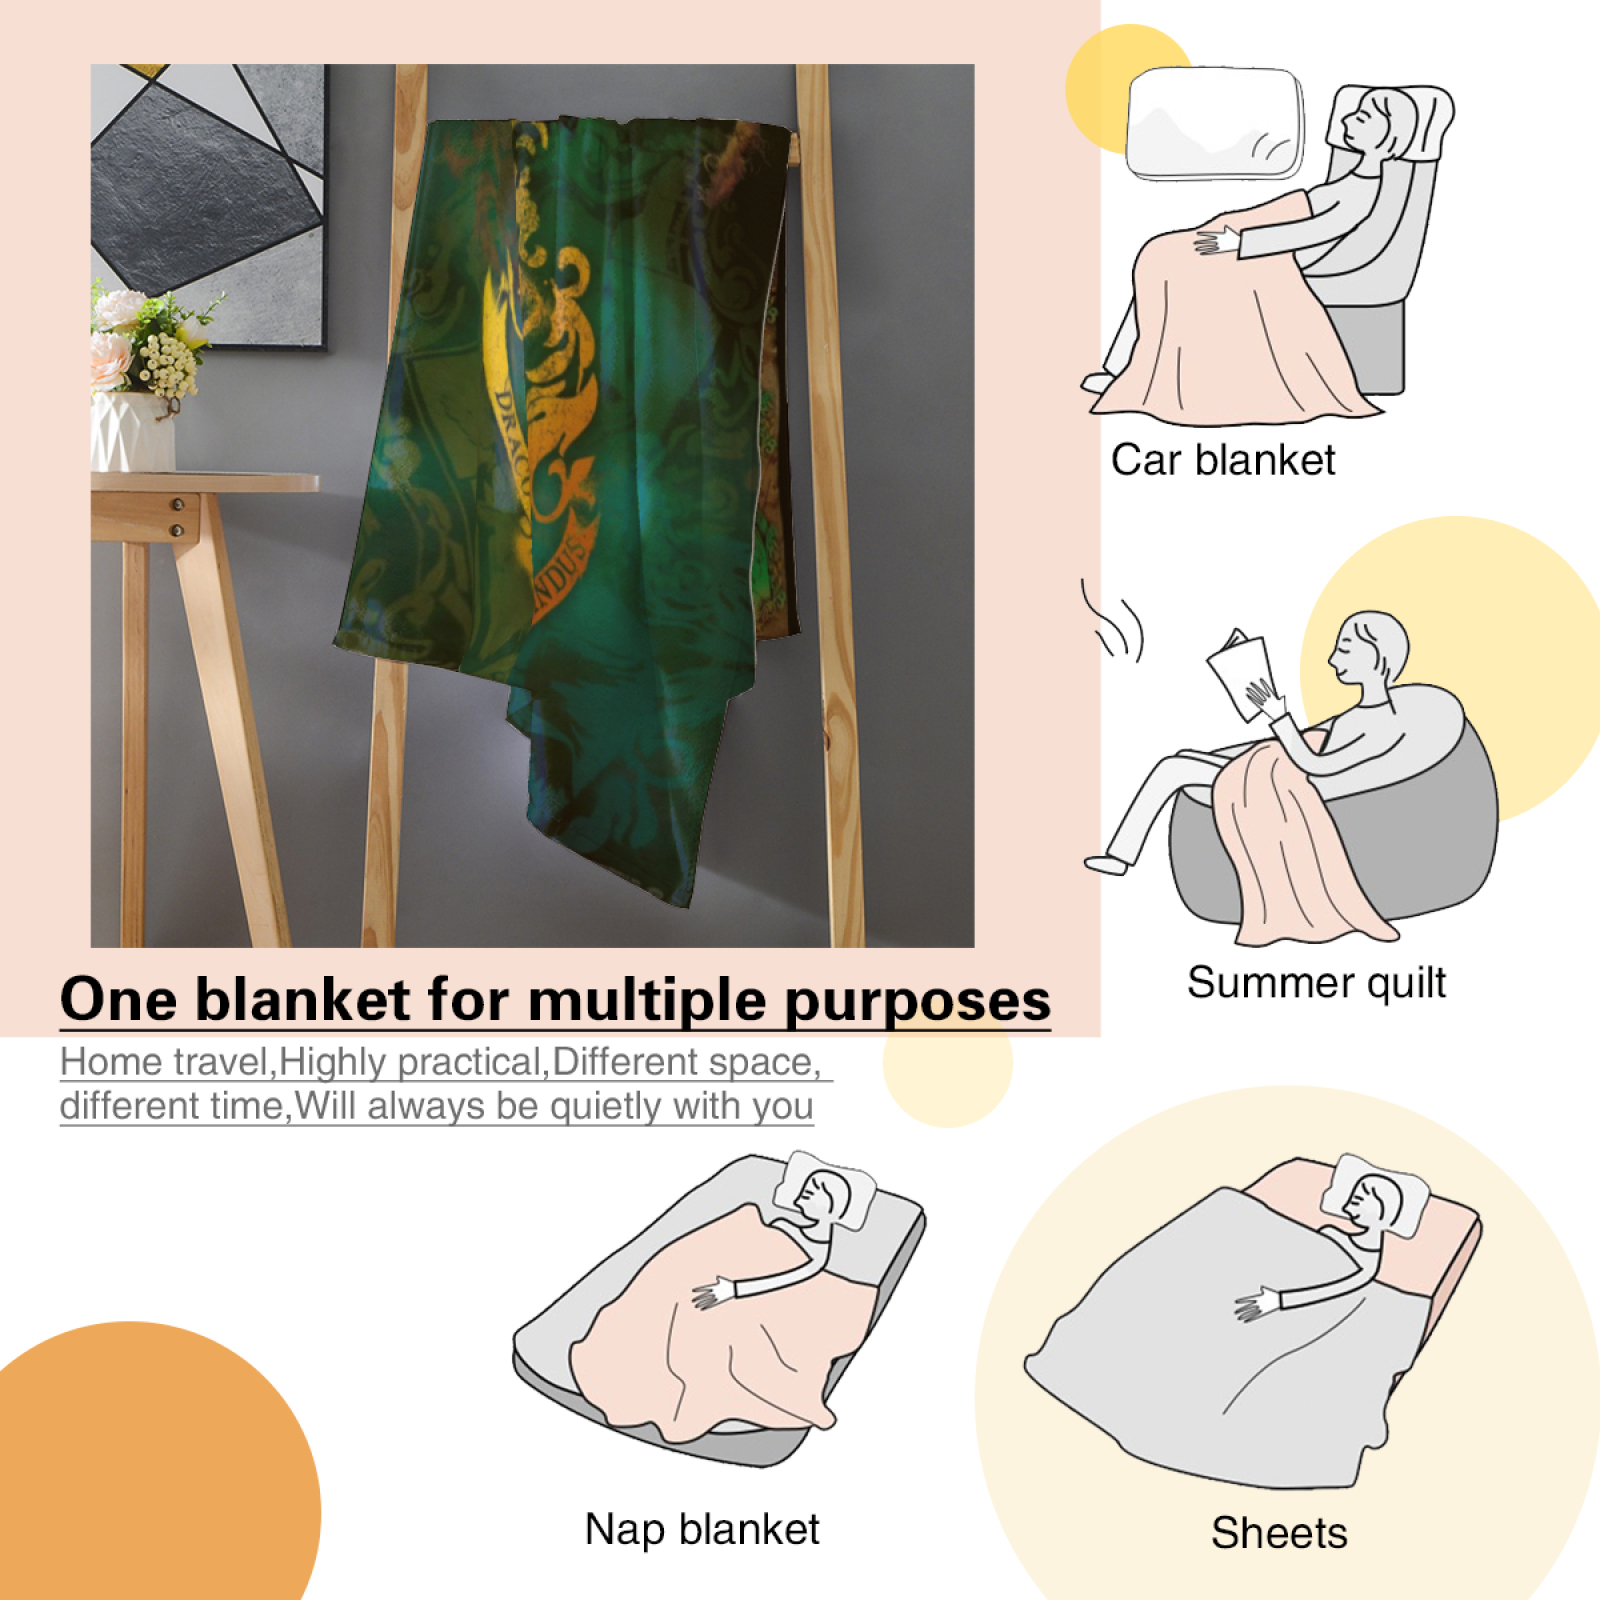 DRACO
NDUS
Car blanket
Summer quilt
One blanket for multiple purposes
Home travel,Highly practical,Different space,
different time,Will always be quietly with you
Nap blanket
Sheets